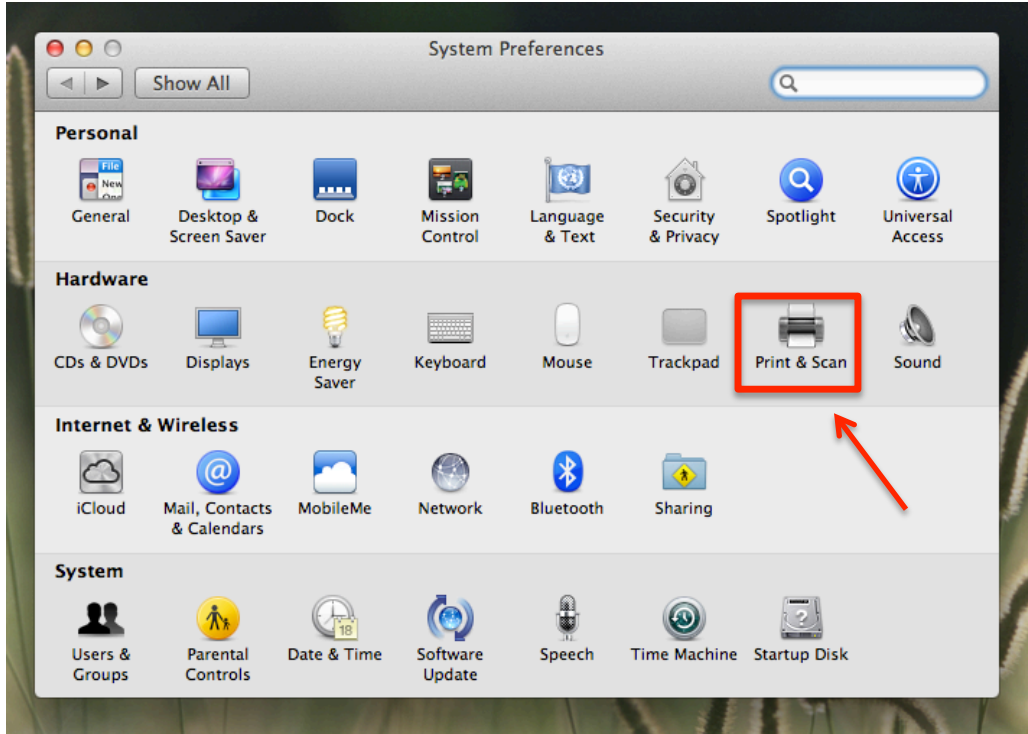 System Preferences
Show All
Personal
File
New
General
Desktop &
Screen Saver
Dock
Mission
Control
Language
& Text
Security
& Privacy
Spotlight
Universal
Access
Hardware
CDs & DVDs
Displays
Energy
Saver
Keyboard
Mouse
Trackpad
Print & Scan
Sound
Internet & Wireless
iCloud
@
Mail, Contacts
& Calendars
MobileMe
Network
Bluetooth
Sharing
System
Users &
Groups
Parental
Controls
18
Date & Time
Software
Update
Speech
Time Machine
?
Startup Disk